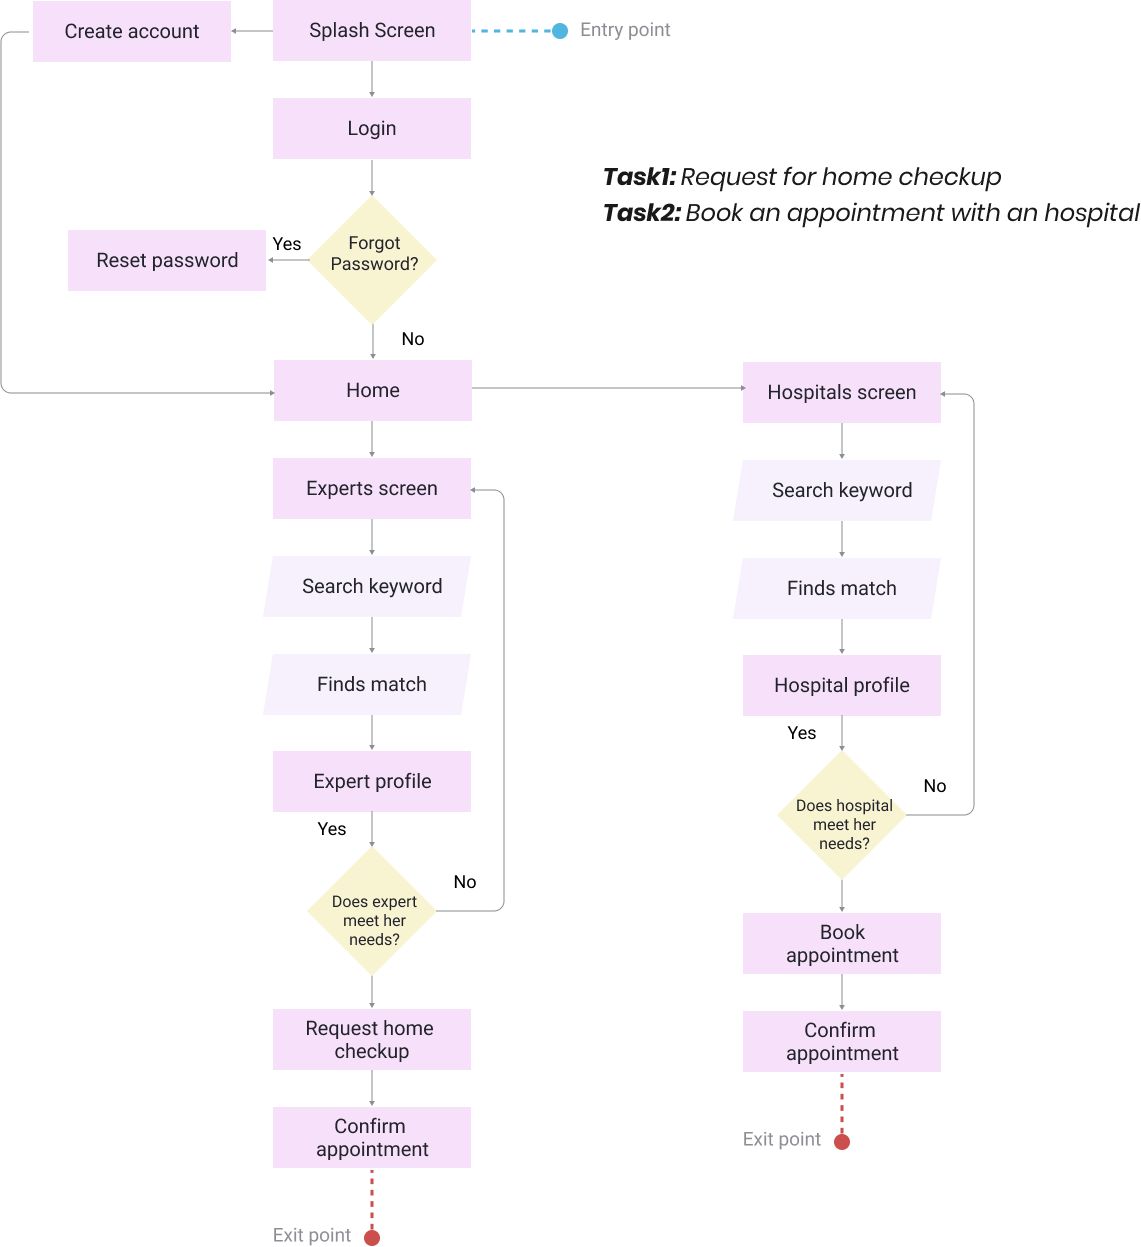 Create account
Splash Screen
Entry point
Login
Task1: Request for home checkup
Task2: Book an appointment with an hospital
Reset password
Yes
Forgot
Password?
No
Home
Experts screen
Search keyword
Finds match
Expert profile
Yes
Does expert
meet her
needs?
No
Request home
checkup
Confirm
appointment
Exit point
Hospitals screen
Search keyword
Finds match
Hospital profile
Yes
Does hospital
meet her
needs?
No
Book
appointment
Confirm
appointment
Exit point